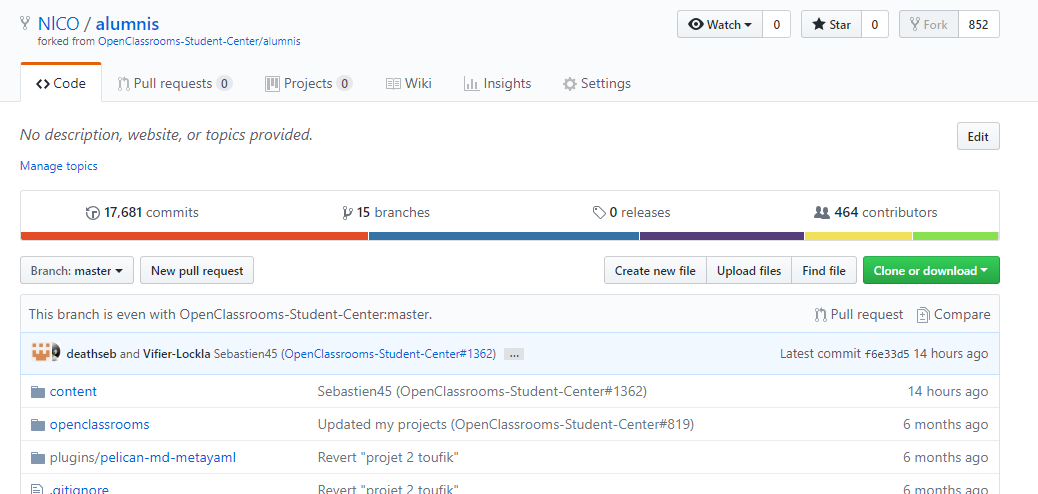 NICO / alumnis
Watch 0 Star 0 Fork 852
forked from OpenClassrooms-Student-Center/alumnis
Code Pull requests 0 Projects 0 Wiki Insights Settings
No description, website, or topics provided. Edit
Manage topics
17,681 commits 15 branches 0 releases 464 contributors
Branch: master New pull request Create new file Upload files Find file Clone or download
This branch is even with OpenClassrooms-Student-Center:master. Pull request Compare
deathseb and Vifier-Lockla Sebastien45 (OpenClassrooms-Student-Center#1362) ... Latest commit f6e33d5 14 hours ago
content Sebastien45 (OpenClassrooms-Student-Center#1362) 14 hours ago
openclassrooms Updated my projects (OpenClassrooms-Student-Center#819) 6 months ago
plugins/pelican-md-metayaml Revert "projet 2 toufik" 6 months ago
.gitignore Revert "projet 2 toufik" 6 months ago